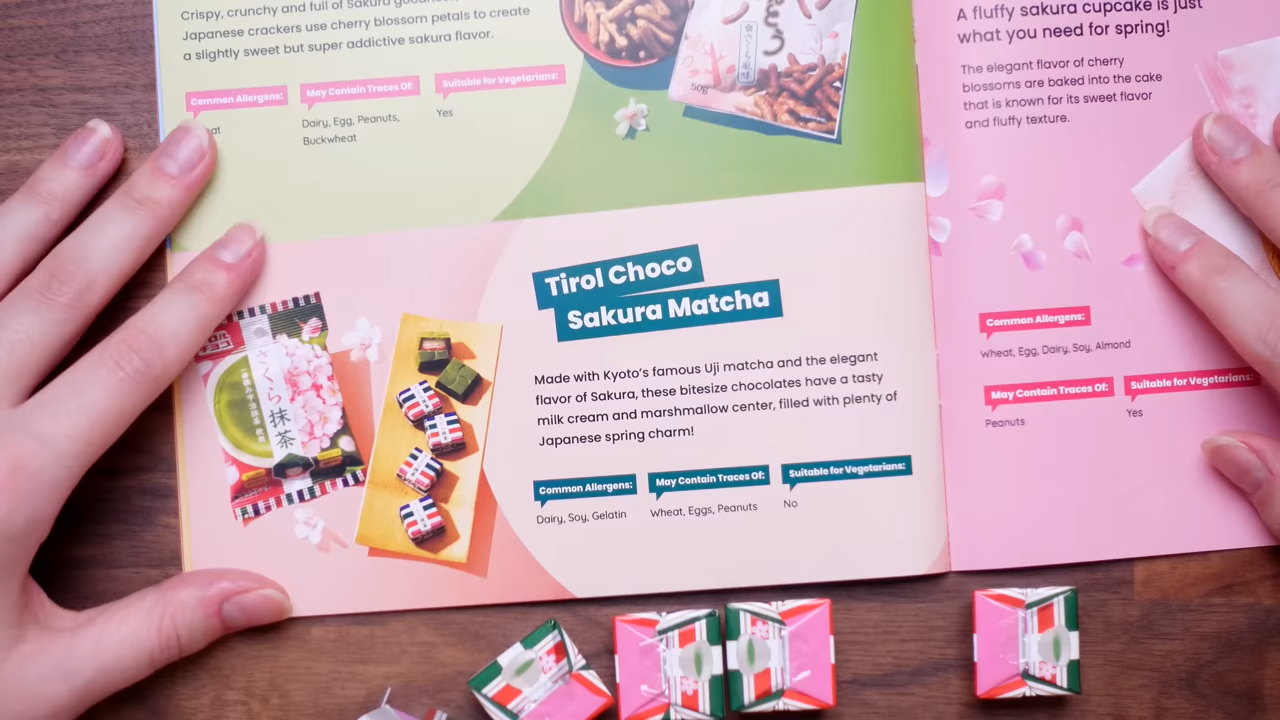 Crispy, crunchy and full of Sakura
Japanese crackers use cherry blossom petals to create
a slightly sweet but super addictive sakura flavor.
Common Allergens:
May Contain Traces Of:
Dairy, Egg, Peanuts,
Buckwheat
Suitable for Vegetarians:
Yes
50g
Tirol Choco
Sakura Matcha
Made with Kyoto's famous Uji matcha and the elegant
flavor of Sakura, these bitesize chocolates have a tasty
milk cream and marshmallow center, filled with plenty of
Japanese spring charm!
Common Allergens:
Dairy, Soy, Gelatin
May Contain Traces Of:
Wheat, Eggs, Peanuts
Suitable for Vegetarians:
No
さくら抹茶
A fluffy sakura cupcake is just
what you need for spring!
The elegant flavor of cherry
blossoms are baked into the cake
that is known for its sweet flavor
and fluffy texture.
Common Allergens:
Wheat, Egg, Dairy, Soy, Almond
May Contain Traces Of:
Peanuts
Suitable for Vegetarians:
Yes